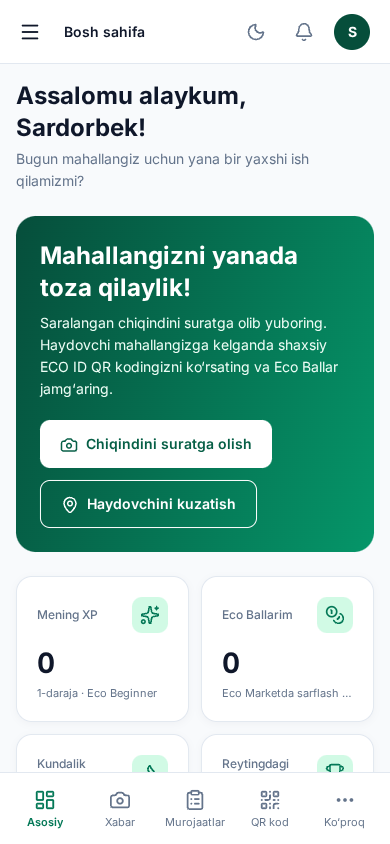 Bosh sahifa
S
Assalomu alaykum,
Sardorbek!
Bugun mahallangiz uchun yana bir yaxshi ish
qilamizmi?
Mahallangizni yanada
toza qilaylik!
Saralangan chiqindini suratga olib yuboring.
Haydovchi mahallangizga kelganda shaxsiy
ECO ID QR kodingizni ko‘rsating va Eco Ballar
jamg‘aring.
Chiqindini suratga olish
Haydovchini kuzatish
Mening XP
Eco Ballarim
0
0
1-daraja · Eco Beginner
Eco Marketda sarflash ...
Kundalik
Reytingdagi
Asosiy
Xabar
Murojaatlar
QR kod
Ko‘proq